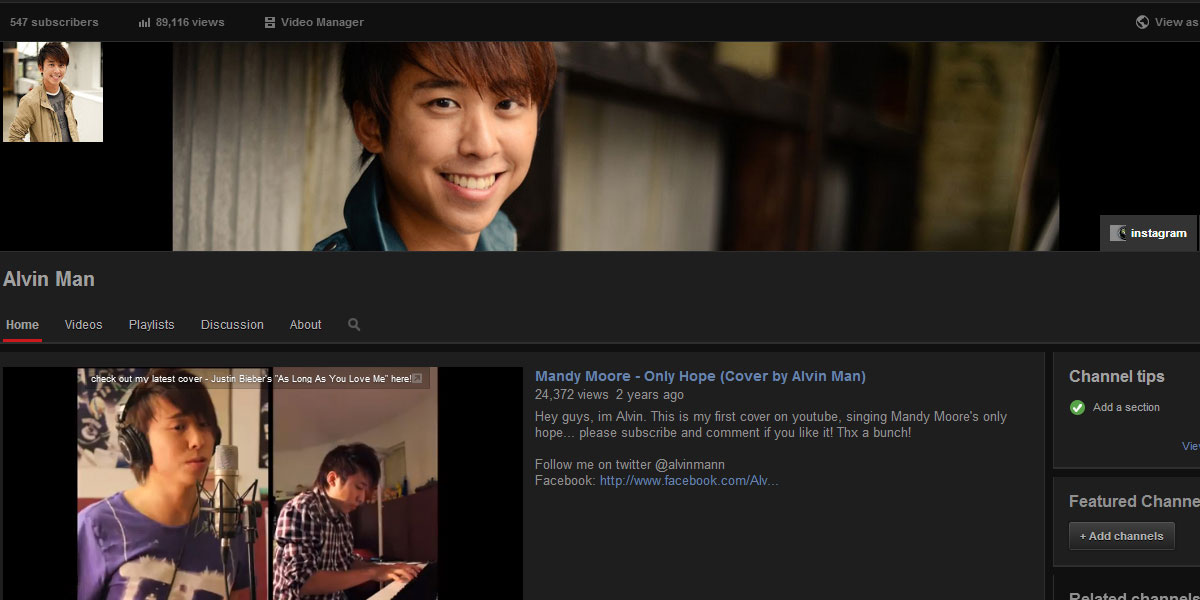 547 subscribers
89,116 views
Video Manager
View as
instagram
Alvin Man
Home
Videos
Playlists
Discussion
About
check out my latest cover - Justin Bieber's "As Long As You Love Me" here!
Mandy Moore - Only Hope (Cover by Alvin Man)
24,372 views 2 years ago
Hey guys, im Alvin. This is my first cover on youtube, singing Mandy Moore's only
hope... please subscribe and comment if you like it! Thx a bunch!
Follow me on twitter @alvinmann
Facebook: http://www.facebook.com/Alv...
Channel tips
Add a section
Vie
Featured Channe
+ Add channels
Related channels